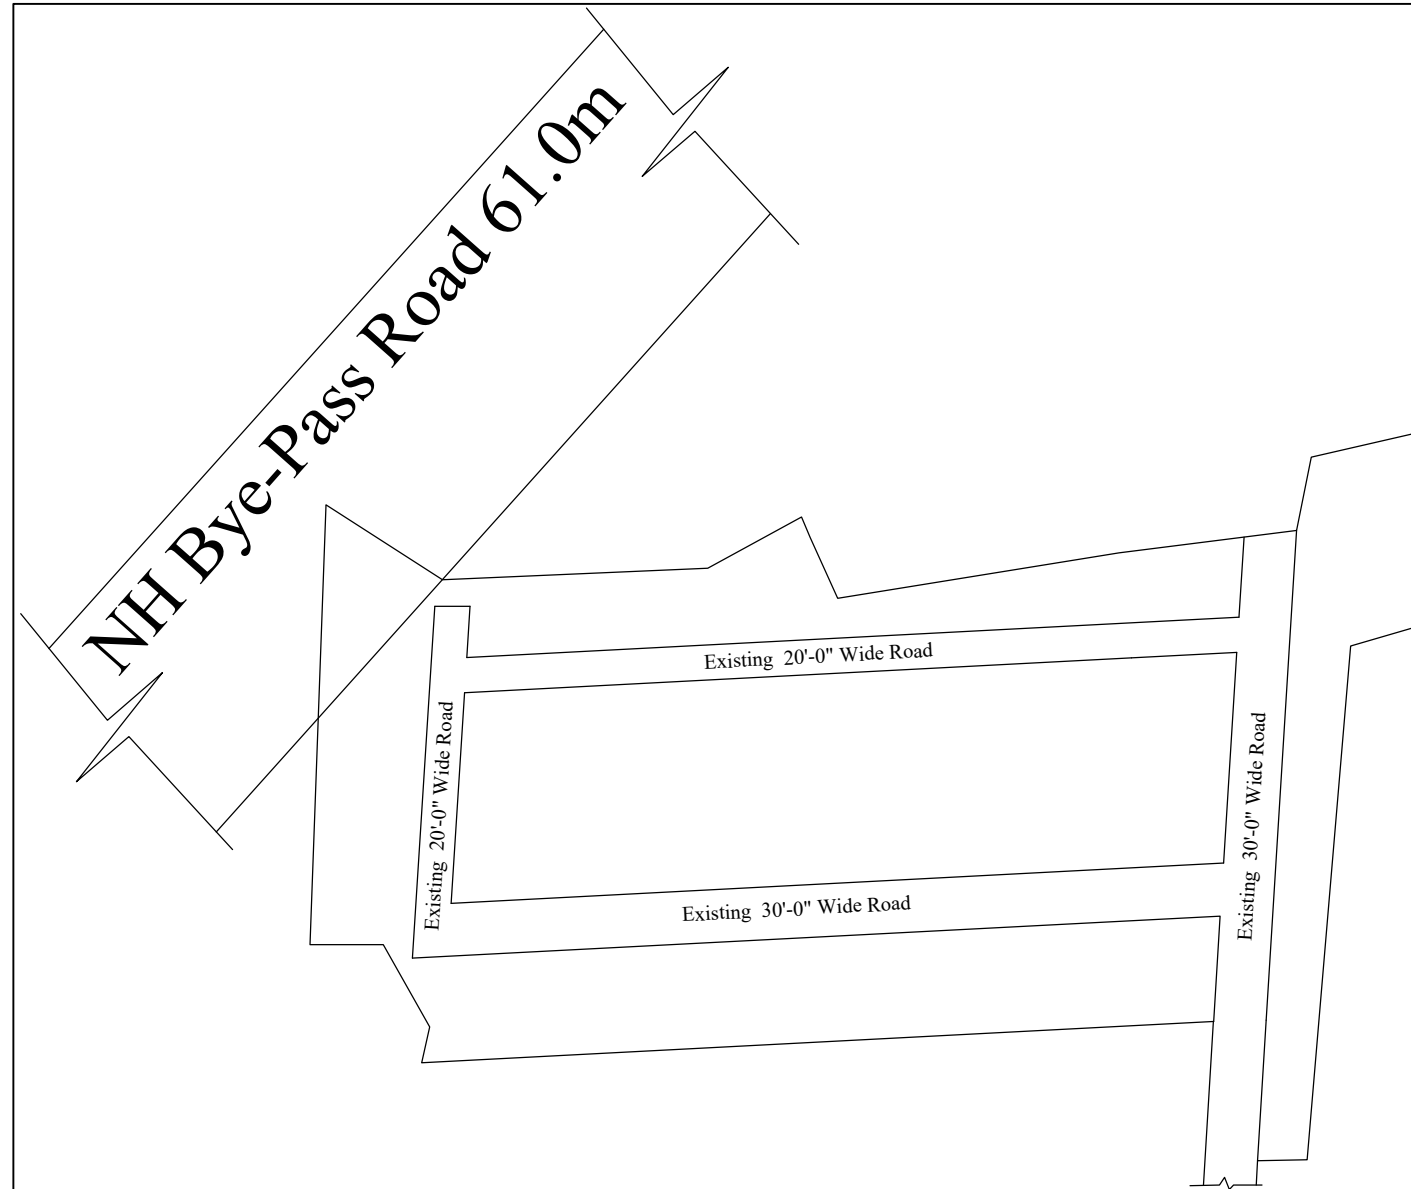 NH Bye-Pass Road 61.0m
Existing  20'-0" Wide Road
Existing  20'-0" Wide Road
Existing  30'-0" Wide Road
Existing  30'-0" Wide Road